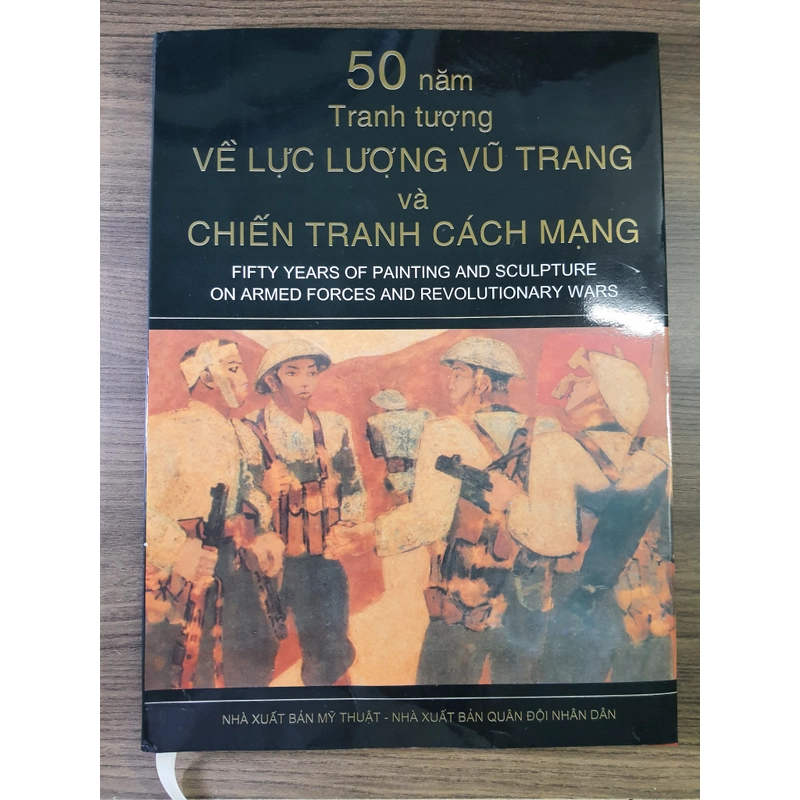 50 năm
Tranh tượng
VỀ LỰC LƯỢNG VŨ TRANG
và
CHIẾN TRANH CÁCH MẠNG
FIFTY YEARS OF PAINTING AND SCULPTURE
ON ARMED FORCES AND REVOLUTIONARY WARS
NHÀ XUẤT BẢN MỸ THUẬT - NHÀ XUẤT BẢN QUÂN ĐỘI NHÂN DÂN